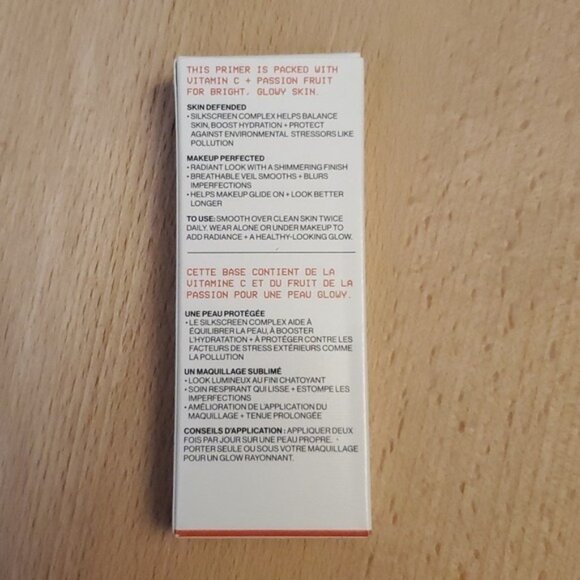 THIS PRIMER IS PACKED WITH
VITAMIN C + PASSION FRUIT
FOR BRIGHT, GLOWY SKIN.
SKIN DEFENDED
• SILKSCREEN COMPLEX HELPS BALANCE
SKIN, BOOST HYDRATION + PROTECT
AGAINST ENVIRONMENTAL STRESSORS LIKE
POLLUTION
MAKEUP PERFECTED
• RADIANT LOOK WITH A SHIMMERING FINISH
• BREATHABLE VEIL SMOOTHS + BLURS
IMPERFECTIONS
• HELPS MAKEUP GLIDE ON + LOOK BETTER
LONGER
TO USE: SMOOTH OVER CLEAN SKIN TWICE
DAILY. WEAR ALONE OR UNDER MAKEUP TO
ADD RADIANCE + A HEALTHY-LOOKING GLOW.
CETTE BASE CONTIENT DE LA
VITAMINE C ET DU FRUIT DE LA
PASSION POUR UNE PEAU GLOWY.
UNE PEAU PROTÉGÉE
• LE SILKSCREEN COMPLEX AIDE À
ÉQUILIBRER LA PEAU, À BOOSTER
L'HYDRATATION + À PROTÉGER CONTRE LES
FACTEURS DE STRESS EXTÉRIEURS COMME
LA POLLUTION
UN MAQUILLAGE SUBLIMÉ
• LOOK LUMINEUX AU FINI CHATOYANT
• SOIN RESPIRANT QUI LISSE + ESTOMPE LES
IMPERFECTIONS
• AMÉLIORATION DE L'APPLICATION DU
MAQUILLAGE + TENUE PROLONGÉE
CONSEILS D'APPLICATION : APPLIQUER DEUX
FOIS PAR JOUR SUR UNE PEAU PROPRE.
PORTER SEULE OU SOUS VOTRE MAQUILLAGE
POUR UN GLOW RAYONNANT.